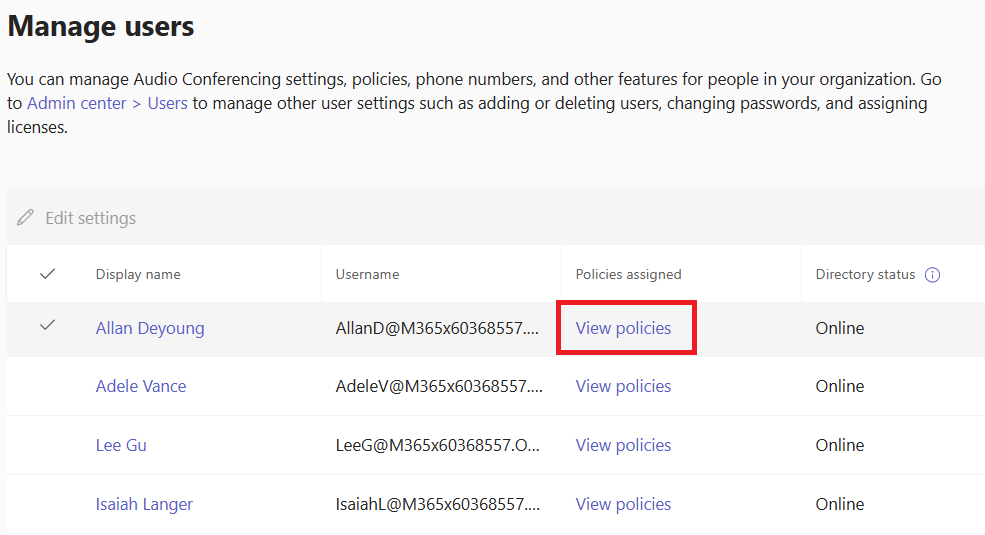 Manage users
You can manage Audio Conferencing settings, policies, phone numbers, and other features for people in your organization. Go
to Admin center > Users to manage other user settings such as adding or deleting users, changing passwords, and assigning
licenses.
Edit settings
Display name Username Policies assigned Directory status
Allan Deyoung AllanD@M365x60368557.... View policies Online
Adele Vance AdeleV@M365x60368557.... View policies Online
Lee Gu LeeG@M365x60368557.O... View policies Online
Isaiah Langer IsaiahL@M365x60368557.... View policies Online